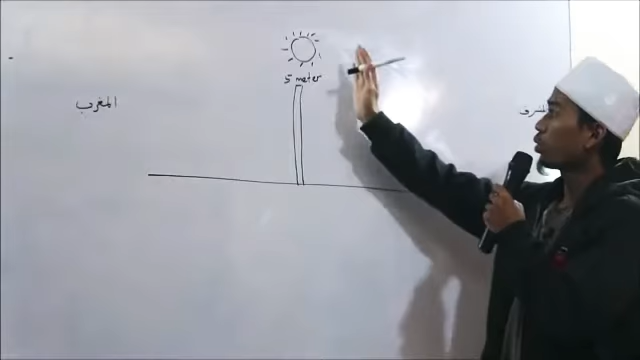 5 meter
المغرب
المشرق